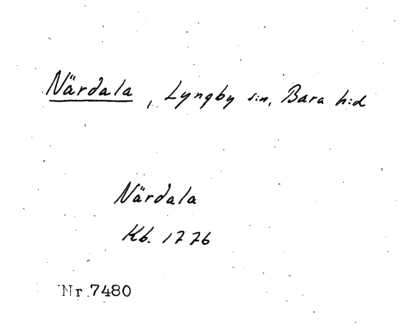 Närdala, Lyngby s:n, Bara h:d
Närdala
Kb. 1776
Nr 7480